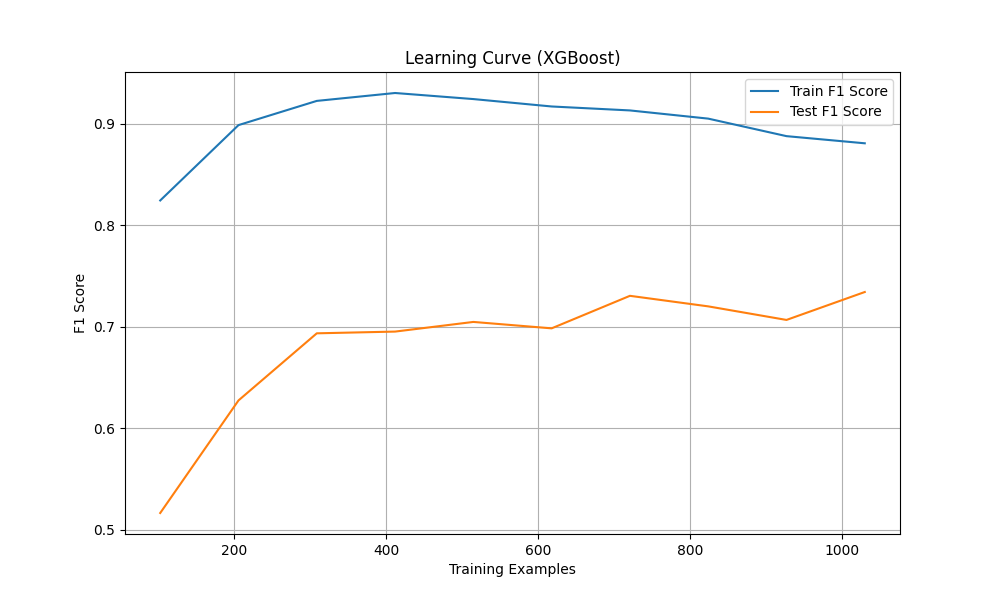 Learning Curve (XGBoost)
Train F1 Score
Test F1 Score
0.9
0.8
0.7
0.6
0.5
F1 Score
200 400 600 800 1000
Training Examples